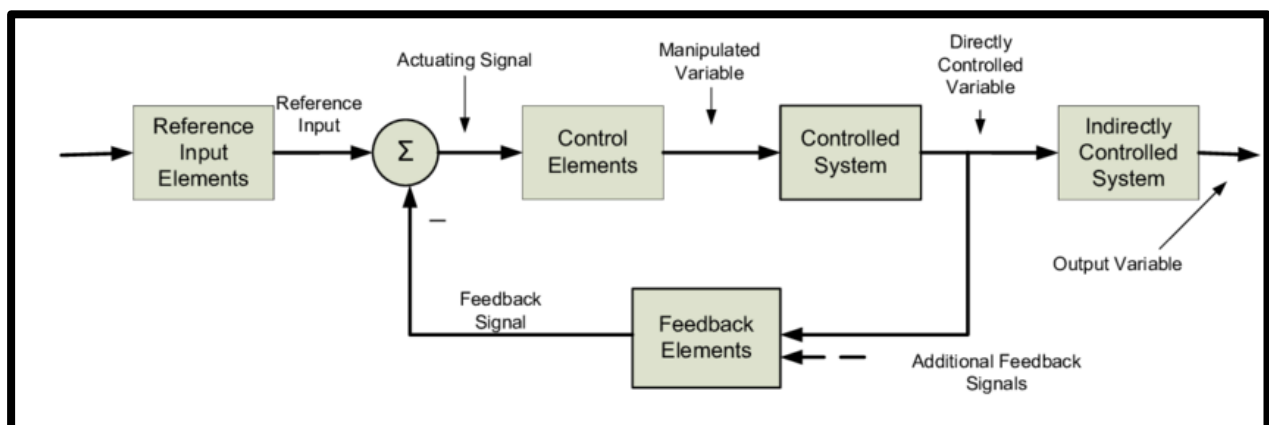 Actuating Signal
Manipulated
Variable
Directly
Controlled
Variable
Reference
Input
Elements
Reference
Input
Σ
Control
Elements
Controlled
System
Indirectly
Controlled
System
–
Output Variable
Feedback
Signal
Feedback
Elements
Additional Feedback
Signals